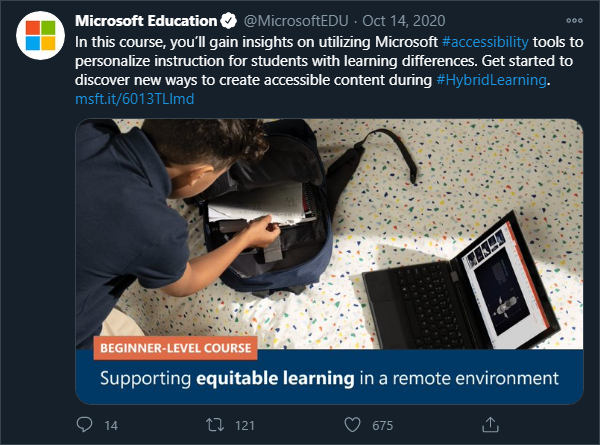 Microsoft Education @MicrosoftEDU · Oct 14, 2020
In this course, you'll gain insights on utilizing Microsoft #accessibility tools to
personalize instruction for students with learning differences. Get started to
discover new ways to create accessible content during #HybridLearning.
msft.it/6013TLImd
BEGINNER-LEVEL COURSE
Supporting equitable learning in a remote environment
14 121 675